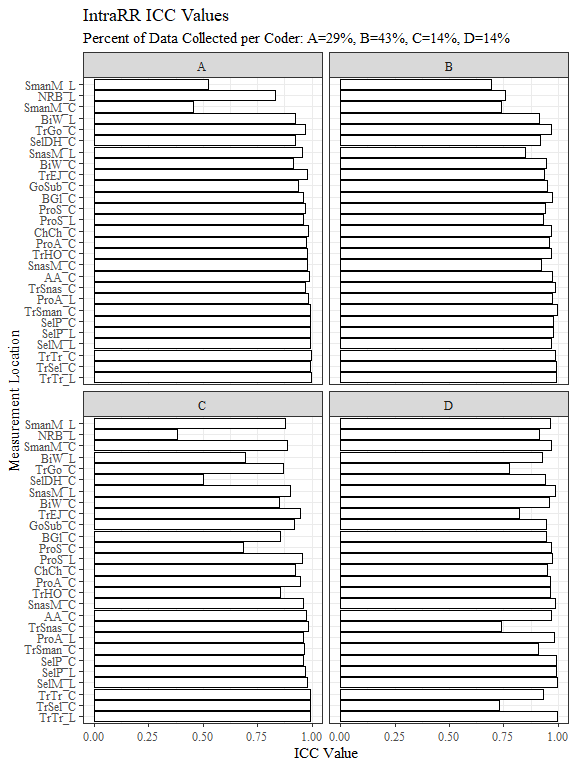 IntraRR ICC Values
Percent of Data Collected per Coder: A=29%, B=43%, C=14%, D=14%
A
B
SmanM_L
NRB_L
SmanM_C
BiW_L
TrGo_C
SelDH_C
SnasM_L
BiW_C
TrEJ_C
GoSub_C
BGl_C
ProS_C
ProS_L
ChCh_C
ProA_C
TrHO_C
SnasM_C
AA_C
TrSnas_C
ProA_L
TrSman_C
SelP_C
SelP_L
SelM_L
TrTr_C
TrSel_C
TrTr_L
Measurement Location
C
D
SmanM_L
NRB_L
SmanM_C
BiW_L
TrGo_C
SelDH_C
SnasM_L
BiW_C
TrEJ_C
GoSub_C
BGl_C
ProS_C
ProS_L
ChCh_C
ProA_C
TrHO_C
SnasM_C
AA_C
TrSnas_C
ProA_L
TrSman_C
SelP_C
SelP_L
SelM_L
TrTr_C
TrSel_C
TrTr_L
0.00 0.25 0.50 0.75 1.00 0.00 0.25 0.50 0.75 1.00
ICC Value